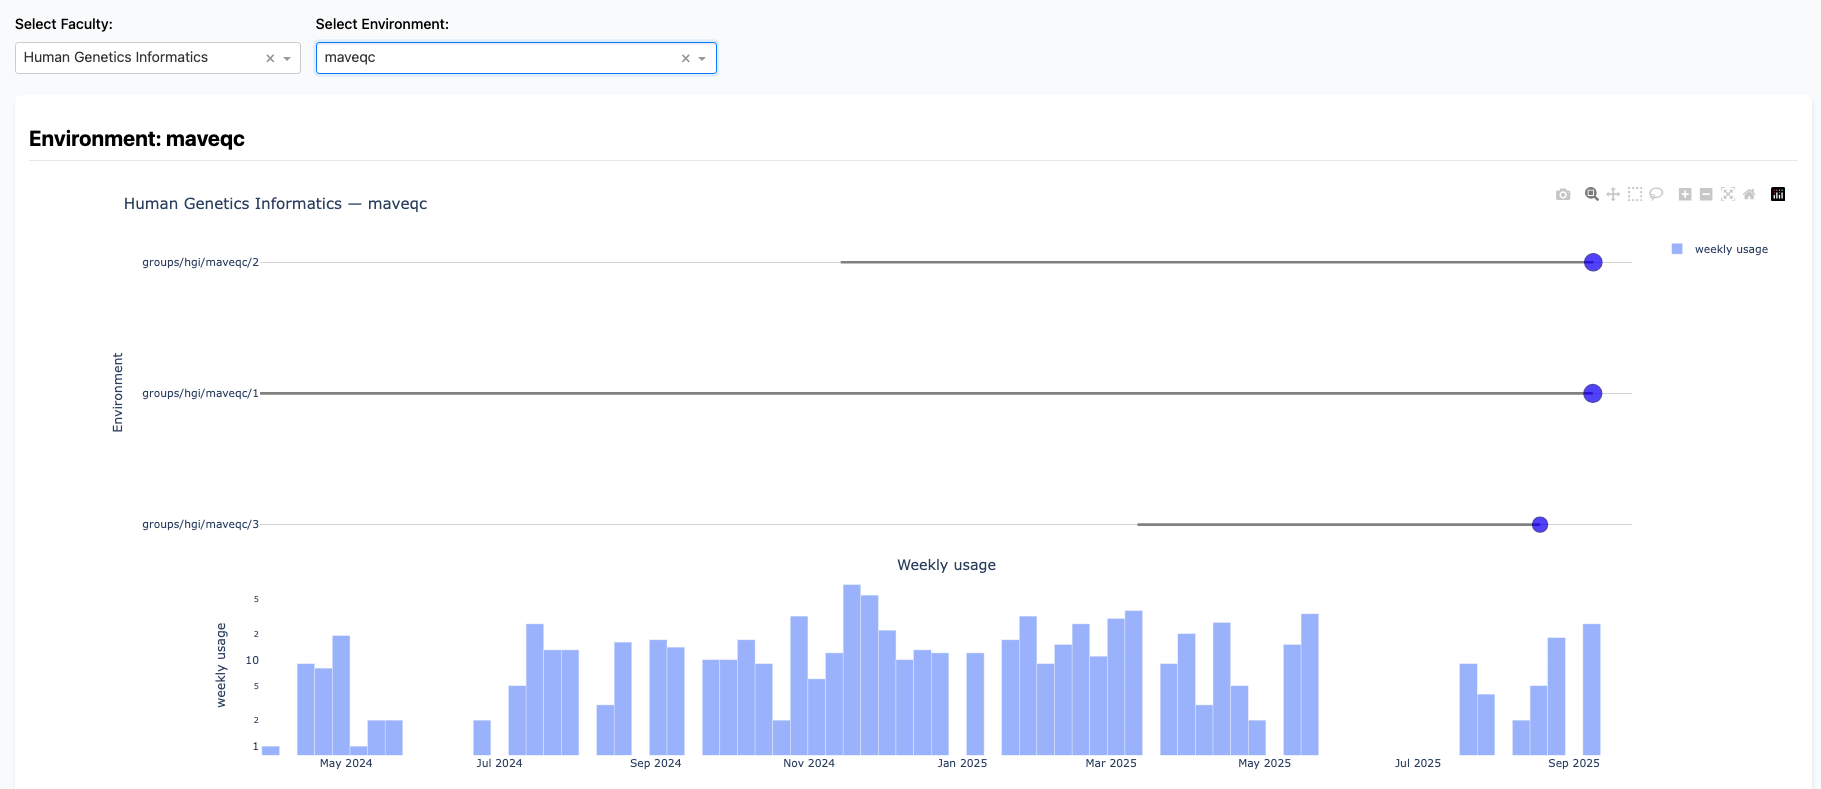 Select Faculty:
Select Environment:
Human Genetics Informatics
maveqc
Environment: maveqc
Human Genetics Informatics — maveqc
weekly usage
groups/hgi/maveqc/2
groups/hgi/maveqc/1
groups/hgi/maveqc/3
Environment
Weekly usage
weekly usage
5
2
10
5
2
1
May 2024
Jul 2024
Sep 2024
Nov 2024
Jan 2025
Mar 2025
May 2025
Jul 2025
Sep 2025